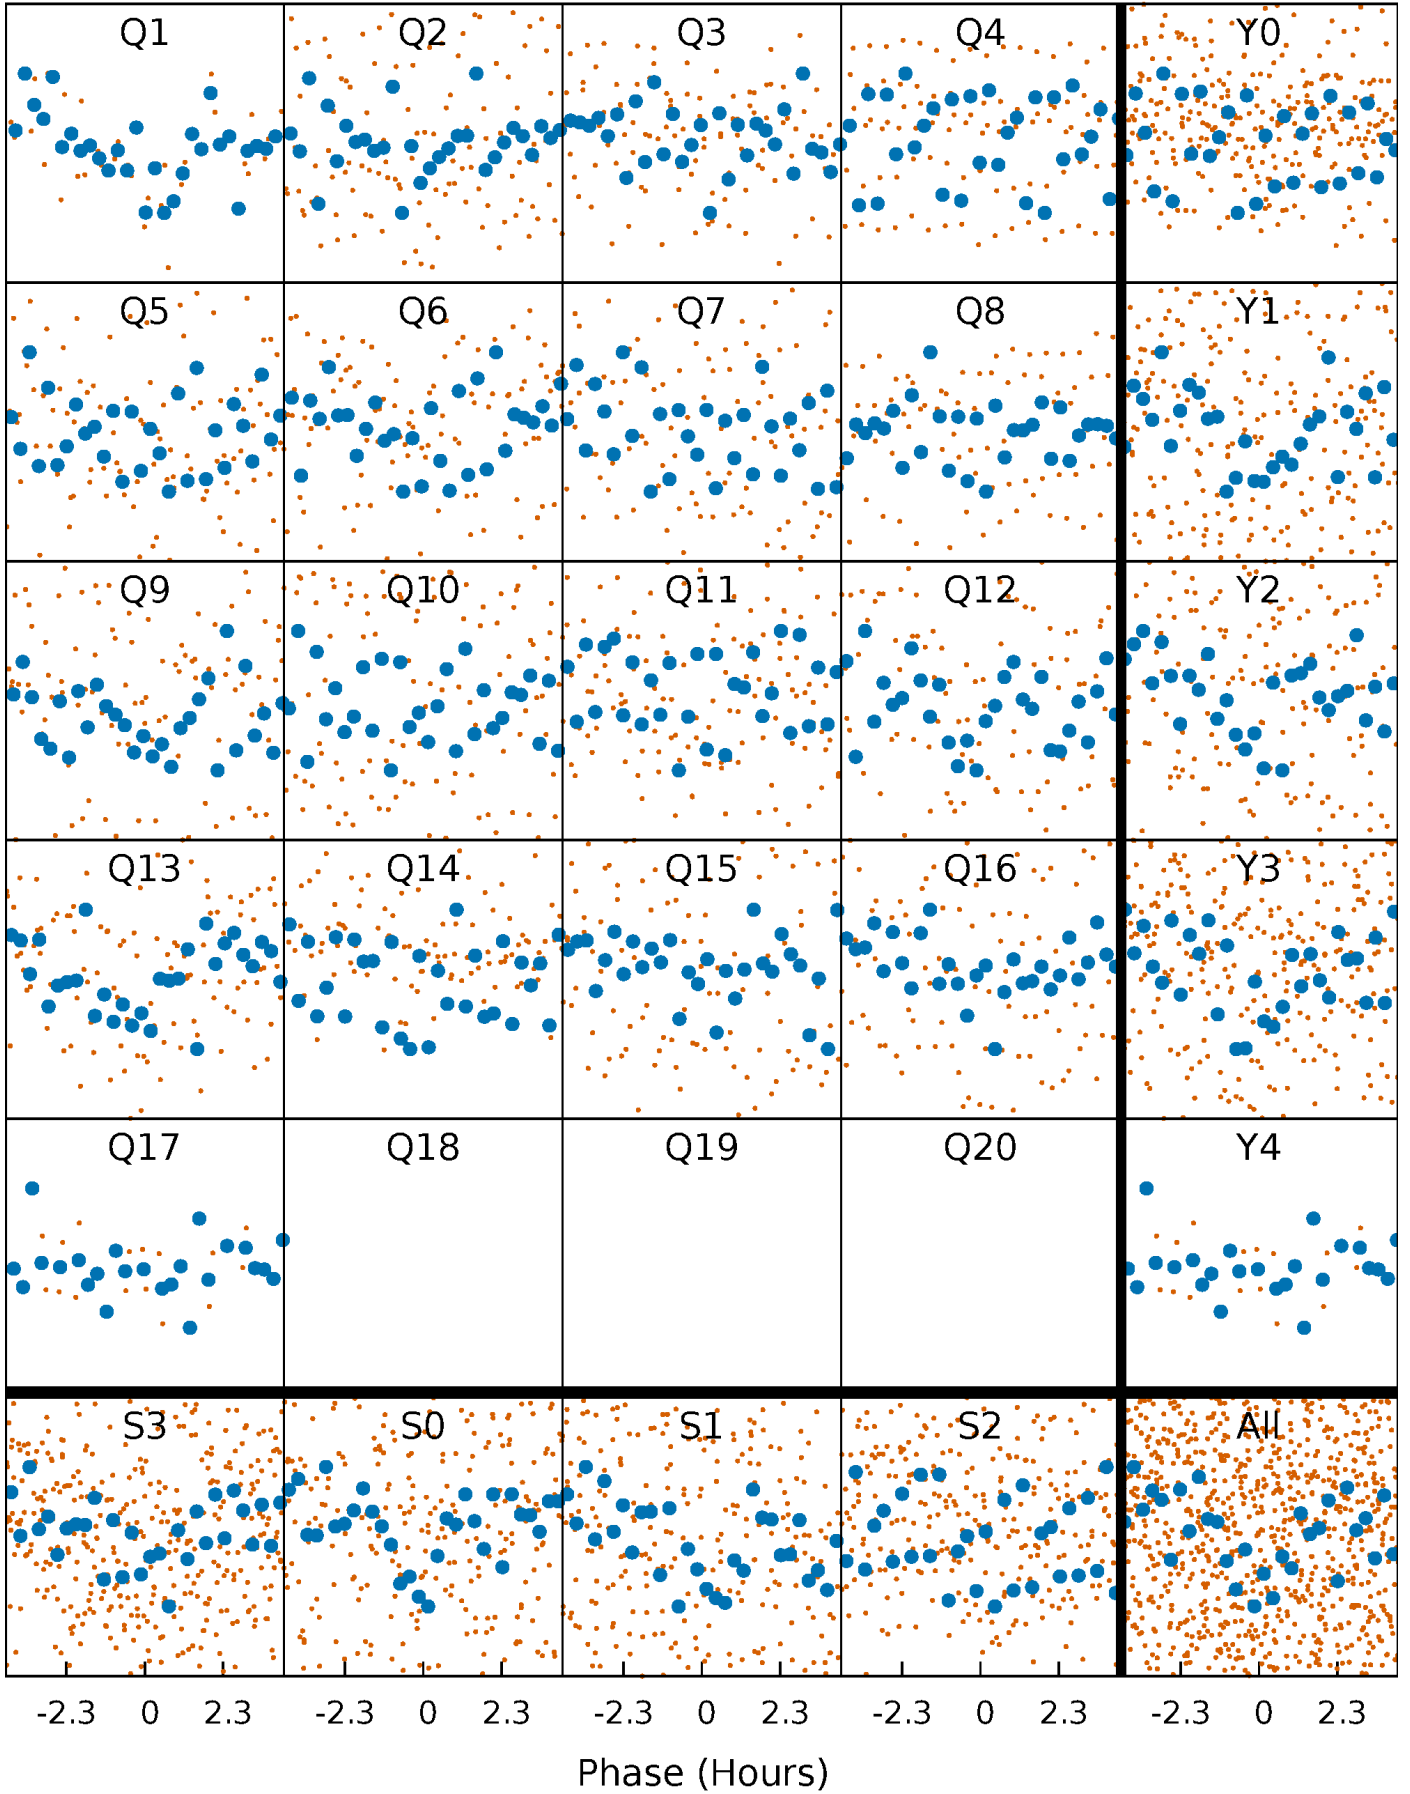 Q1 Q2 Q3 Q4 Y0
Q5 Q6 Q7 Q8 Y1
Q9 Q10 Q11 Q12 Y2
Q13 Q14 Q15 Q16 Y3
Q17 Q18 Q19 Q20 Y4
S3 S0 S1 S2 All
-2.3 0 2.3 -2.3 0 2.3 -2.3 0 2.3 -2.3 0 2.3 -2.3 0 2.3
Phase (Hours)